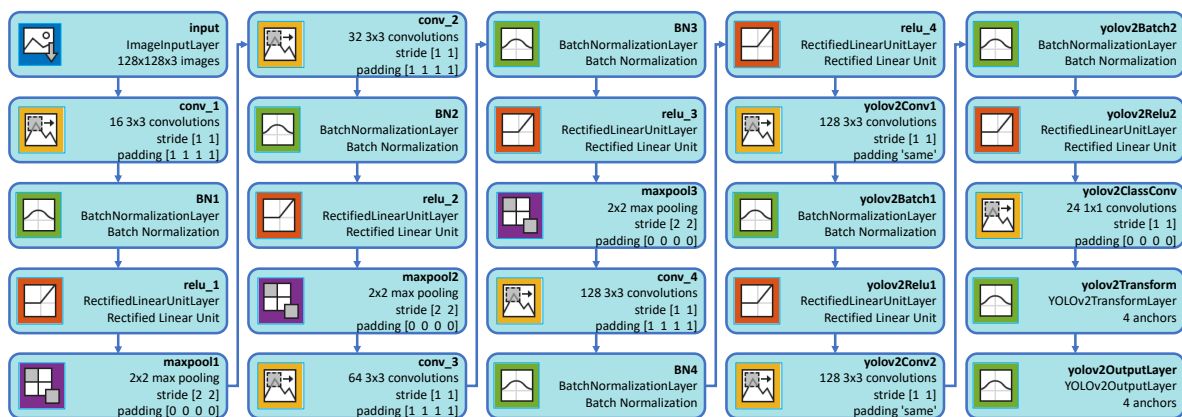 input
ImageInputLayer
128x128x3 images
conv_1
16 3x3 convolutions
stride [1 1]
padding [1 1 1 1]
BN1
BatchNormalizationLayer
Batch Normalization
relu_1
RectifiedLinearUnitLayer
Rectified Linear Unit
maxpool1
2x2 max pooling
stride [2 2]
padding [0 0 0 0]
conv_2
32 3x3 convolutions
stride [1 1]
padding [1 1 1 1]
BN2
BatchNormalizationLayer
Batch Normalization
relu_2
RectifiedLinearUnitLayer
Rectified Linear Unit
maxpool2
2x2 max pooling
stride [2 2]
padding [0 0 0 0]
conv_3
64 3x3 convolutions
stride [1 1]
padding [1 1 1 1]
BN3
BatchNormalizationLayer
Batch Normalization
relu_3
RectifiedLinearUnitLayer
Rectified Linear Unit
maxpool3
2x2 max pooling
stride [2 2]
padding [0 0 0 0]
conv_4
128 3x3 convolutions
stride [1 1]
padding [1 1 1 1]
BN4
BatchNormalizationLayer
Batch Normalization
relu_4
RectifiedLinearUnitLayer
Rectified Linear Unit
yolov2Conv1
128 3x3 convolutions
stride [1 1]
padding 'same'
yolov2Batch1
BatchNormalizationLayer
Batch Normalization
yolov2Relu1
RectifiedLinearUnitLayer
Rectified Linear Unit
yolov2Conv2
128 3x3 convolutions
stride [1 1]
padding 'same'
yolov2Batch2
BatchNormalizationLayer
Batch Normalization
yolov2Relu2
RectifiedLinearUnitLayer
Rectified Linear Unit
yolov2ClassConv
24 1x1 convolutions
stride [1 1]
padding [0 0 0 0]
yolov2Transform
YOLOv2TransformLayer
4 anchors
yolov2OutputLayer
YOLOv2OutputLayer
4 anchors